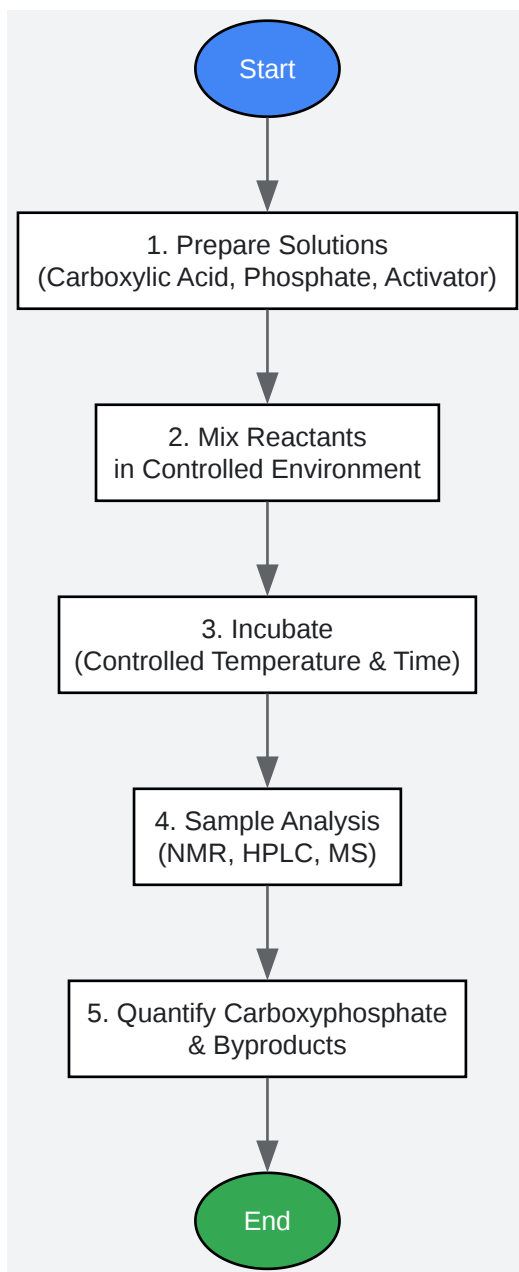 Start
1. Prepare Solutions
(Carboxylic Acid, Phosphate, Activator)
2. Mix Reactants
in Controlled Environment
3. Incubate
(Controlled Temperature & Time)
4. Sample Analysis
(NMR, HPLC, MS)
5. Quantify Carboxyphosphate
& Byproducts
End